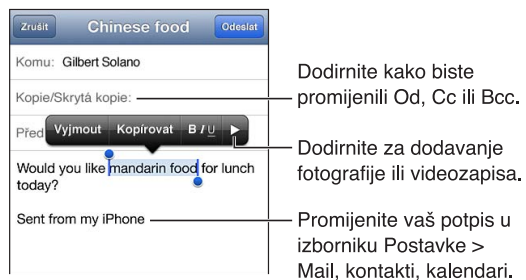 Zrušit Chinese food Odeslat
Komu: Gilbert Solano
Kopie/Skrytá kopie:
Před
Vyjmout Kopírovat B I U
Would you like mandarin food for lunch
today?
Sent from my iPhone
Dodirnite kako biste
promijenili Od, Cc ili Bcc.
Dodirnite za dodavanje
fotografije ili videozapisa.
Promijenite vaš potpis u
izborniku Postavke >
Mail, kontakti, kalendari.